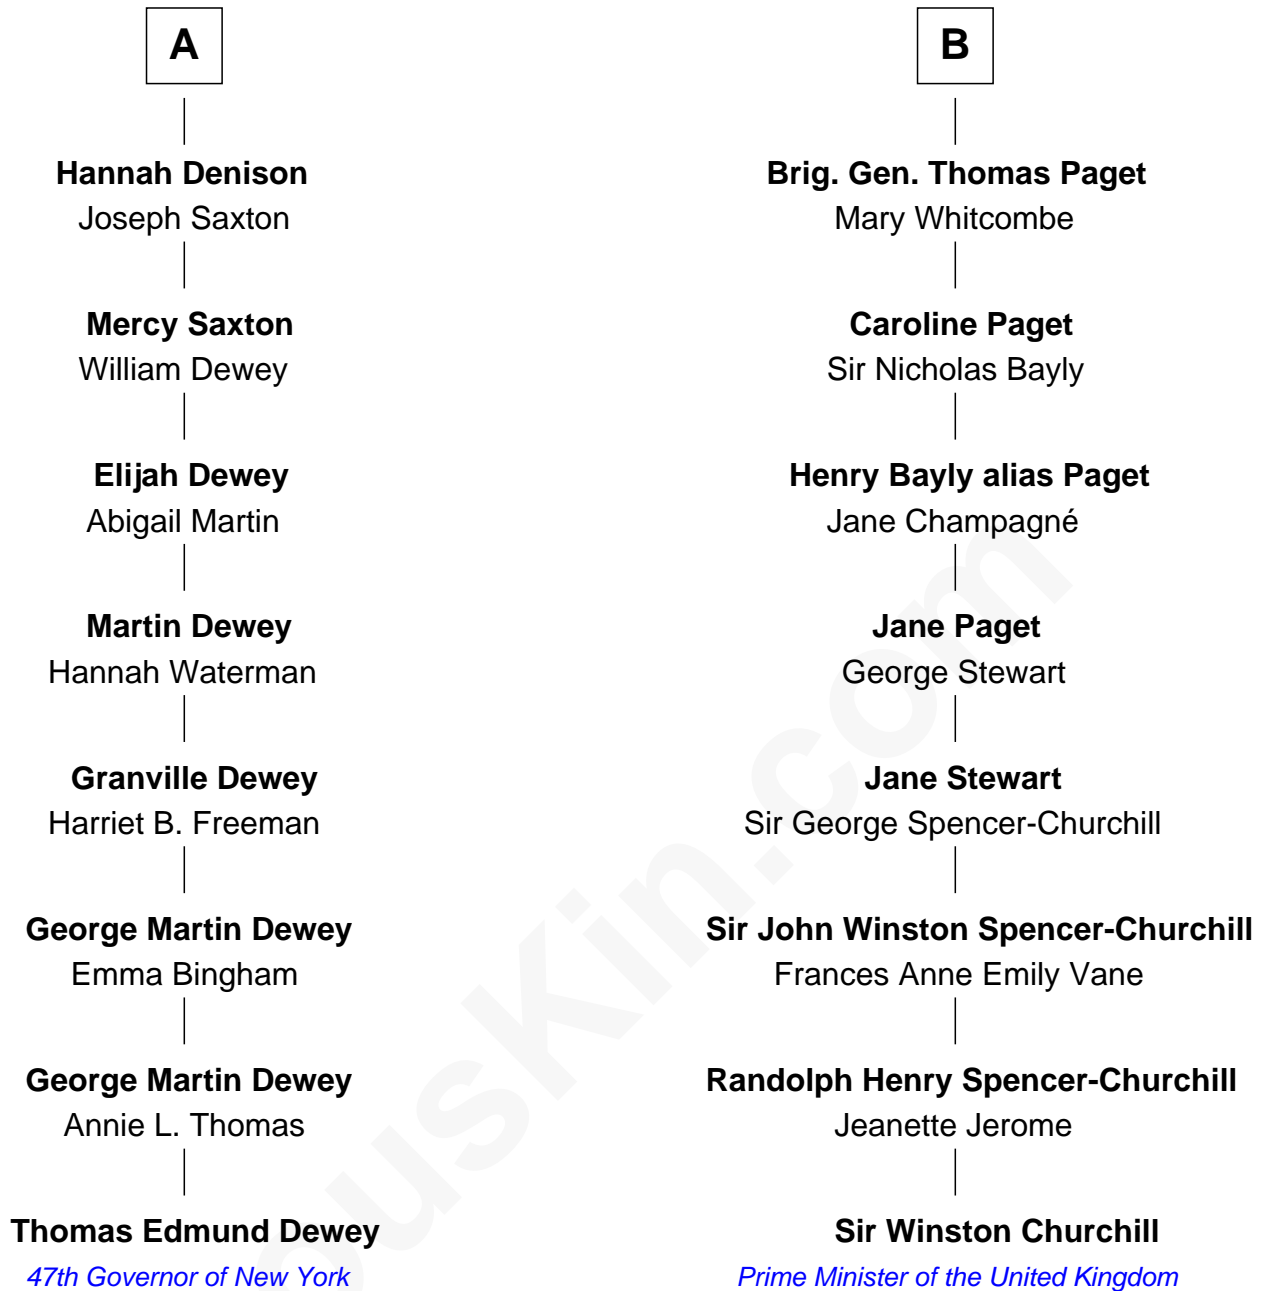 A
Hannah Denison
Joseph Saxton
Mercy Saxton
William Dewey
Elijah Dewey
Abigail Martin
Martin Dewey
Hannah Waterman
Granville Dewey
Harriet B. Freeman
George Martin Dewey
Emma Bingham
George Martin Dewey
Annie L. Thomas
Thomas Edmund Dewey
47th Governor of New York
B
Brig. Gen. Thomas Paget
Mary Whitcombe
Caroline Paget
Sir Nicholas Bayly
Henry Bayly alias Paget
Jane Champagné
Jane Paget
George Stewart
Jane Stewart
Sir George Spencer-Churchill
Sir John Winston Spencer-Churchill
Frances Anne Emily Vane
Randolph Henry Spencer-Churchill
Jeanette Jerome
Sir Winston Churchill
Prime Minister of the United Kingdom
ousKin.com